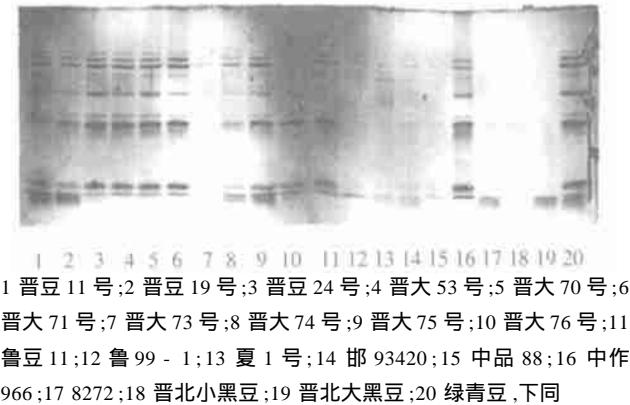 1 2 3 4 5 6 7 8 9 10 11 12 13 14 15 16 17 18 19 20
1 晋豆 11 号;2 晋豆 19 号;3 晋豆 24 号;4 晋大 53 号;5 晋大 70 号;6
晋大 71 号;7 晋大 73 号;8 晋大 74 号;9 晋大 75 号;10 晋大 76 号;11
鲁豆 11;12 鲁 99 - 1;13 夏 1 号;14 邯 93420;15 中品 88;16 中作
966;17 8272;18 晋北小黑豆;19 晋北大黑豆;20 绿青豆,下同